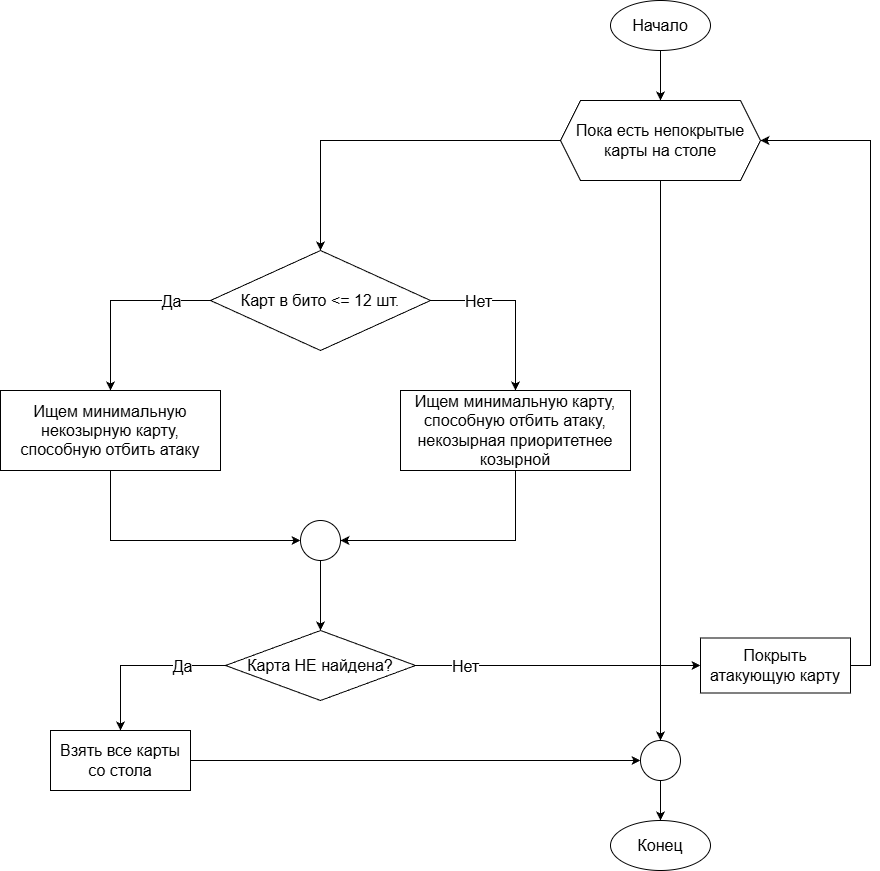 Начало
Пока есть непокрытые
карты на столе
Карт в бито <= 12 шт.
Да
Нет
Ищем минимальную
некозырную карту,
способную отбить атаку
Ищем минимальную карту,
способную отбить атаку,
некозырная приоритетнее
козырной
Карта НЕ найдена?
Да
Нет
Покрыть
атакующую карту
Взять все карты
со стола
Конец